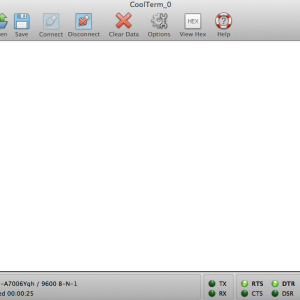 CoolTerm_0
en Save Connect Disconnect Clear Data Options View Hex Help
HEX
-A7006Yqh / 9600 8-N-1
ed 00:00:25
TX RTS DTR
RX CTS DSR